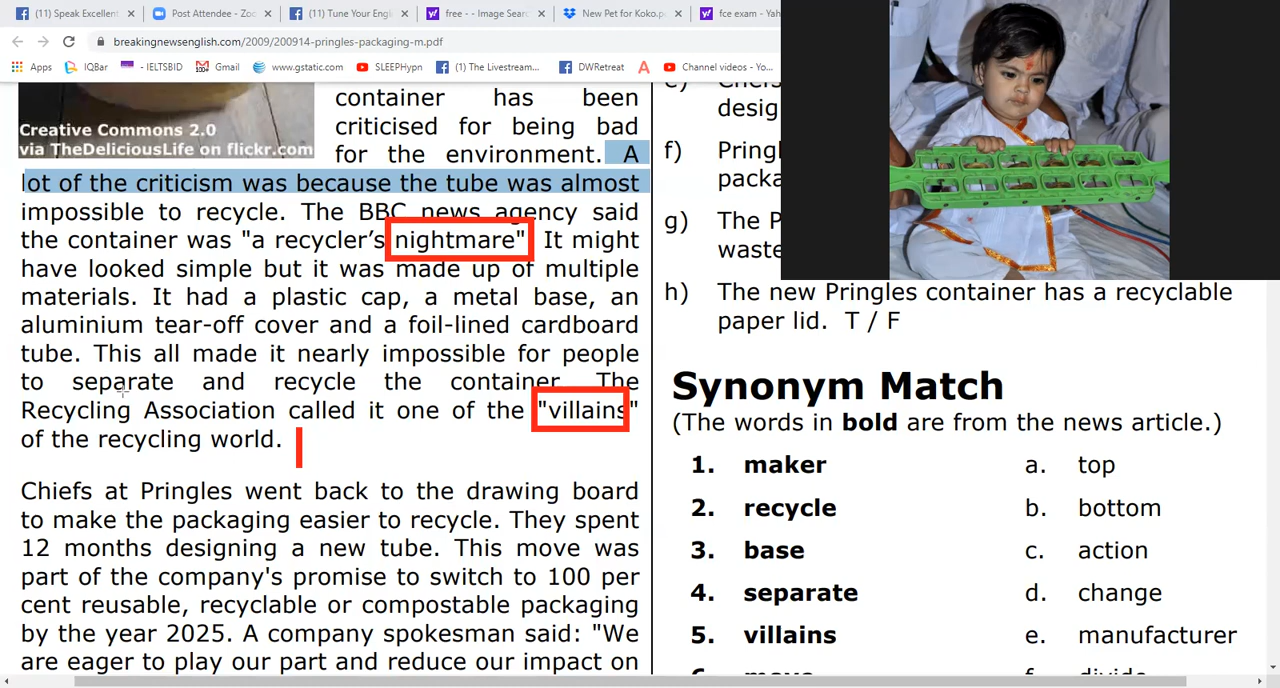 (11) Speak Excellent
Post Attendee - Zoo
(11) Tune Your Engl
free - - Image Sear
New Pet for Koko.p
fce exam - Yah
breakingnewsenglish.com/2009/200914-pringles-packaging-m.pdf
Apps
IQBar
- IELTSBID
Gmail
www.gstatic.com
SLEEPHypn
(1) The Livestream...
DWRetreat
Channel videos - Yo...
Creative Commons 2.0
via TheDeliciousLife on flickr.com
container has been
criticised for being bad
for the environment. A
lot of the criticism was because the tube was almost
impossible to recycle. The BBC news agency said
the container was "a recycler’s nightmare" It might
have looked simple but it was made up of multiple
materials. It had a plastic cap, a metal base, an
aluminium tear-off cover and a foil-lined cardboard
tube. This all made it nearly impossible for people
to separate and recycle the container. The
Recycling Association called it one of the "villains"
of the recycling world.
Chiefs at Pringles went back to the drawing board
to make the packaging easier to recycle. They spent
12 months designing a new tube. This move was
part of the company's promise to switch to 100 per
cent reusable, recyclable or compostable packaging
by the year 2025. A company spokesman said: "We
are eager to play our part and reduce our impact on
desig
f) Pringl
packa
g) The P
waste
h) The new Pringles container has a recyclable
paper lid. T / F
Synonym Match
(The words in bold are from the news article.)
1. maker a. top
2. recycle b. bottom
3. base c. action
4. separate d. change
5. villains e. manufacturer